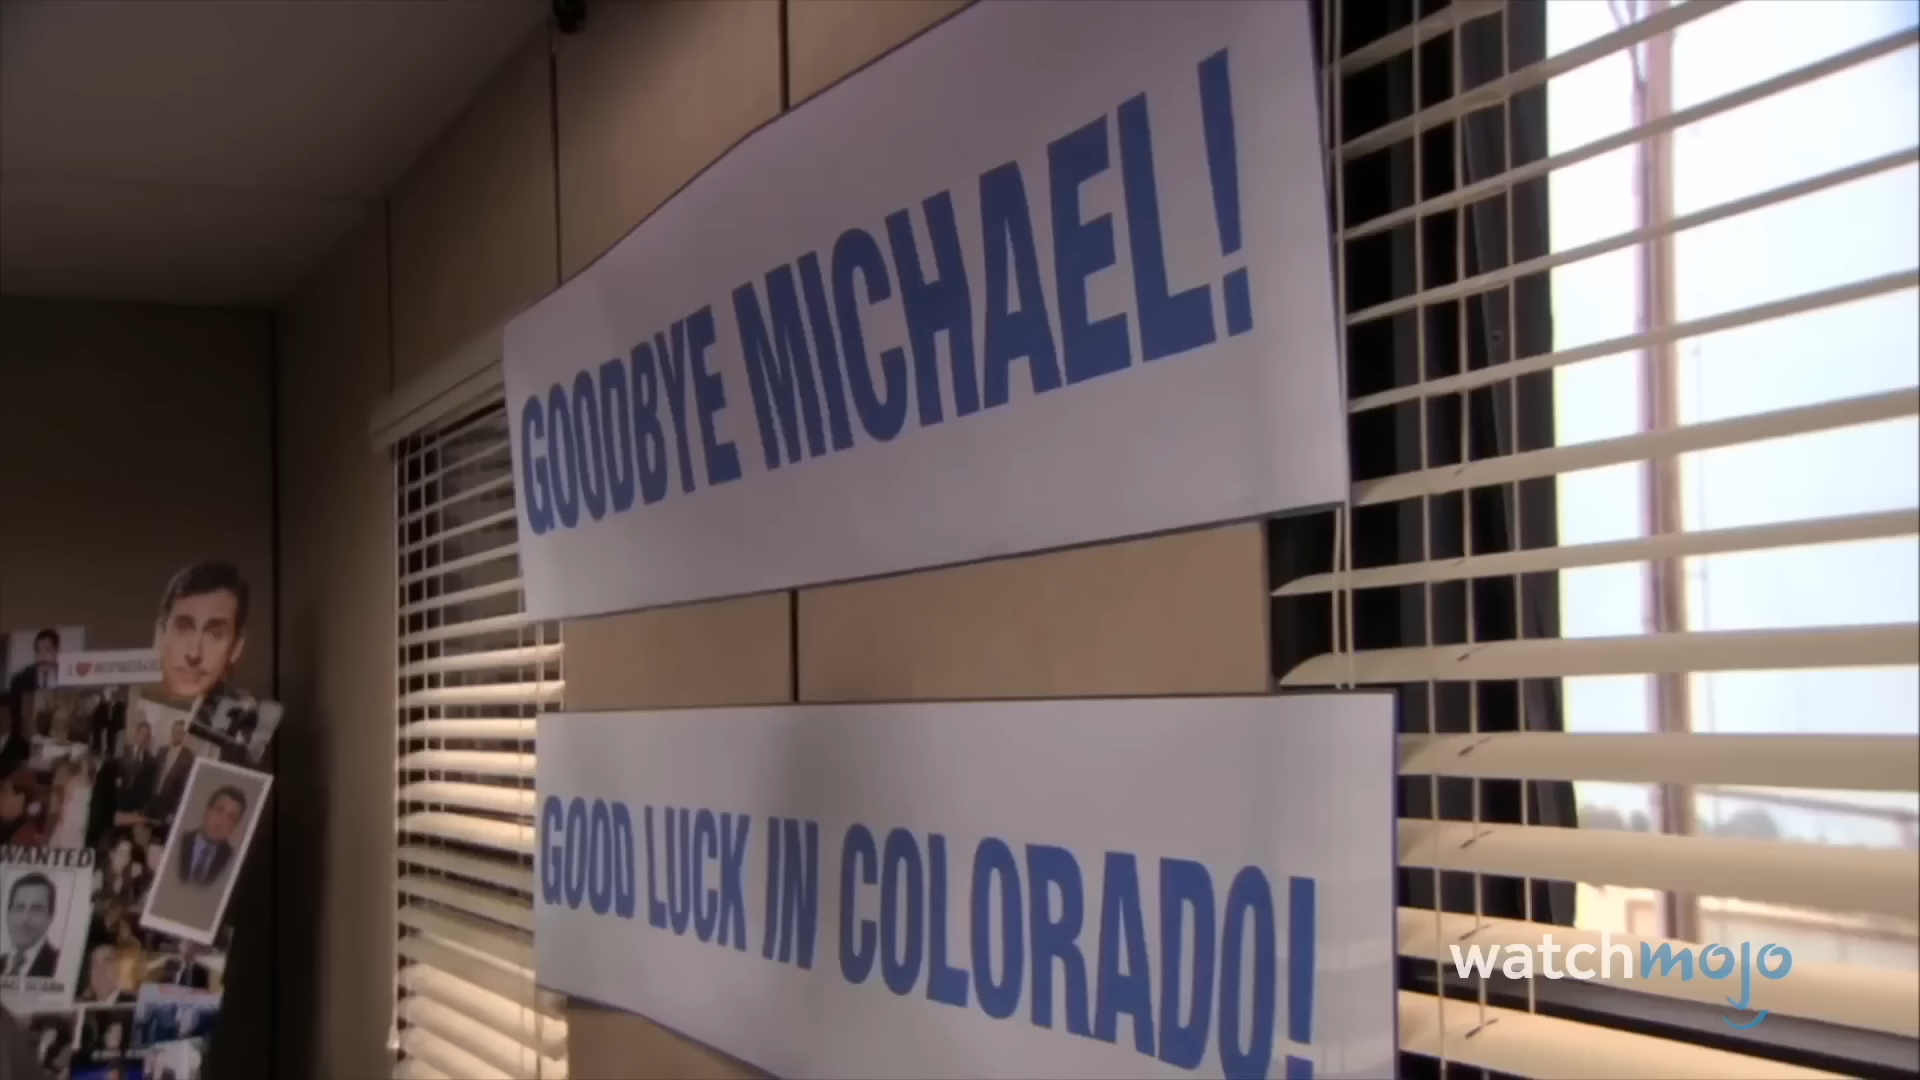 GOODBYE MICHAEL!
GOOD LUCK IN COLORADO!
I ❤
WANTED
watchmojo